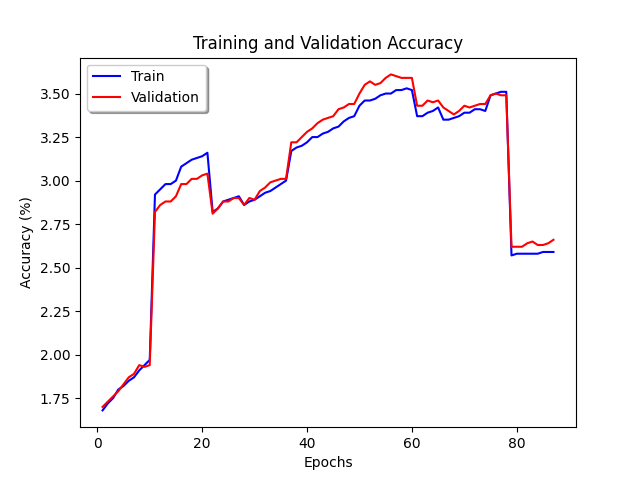 Training and Validation Accuracy
Train
Validation
3.50
3.25
3.00
2.75
2.50
2.25
2.00
1.75
Accuracy (%)
0 20 40 60 80
Epochs